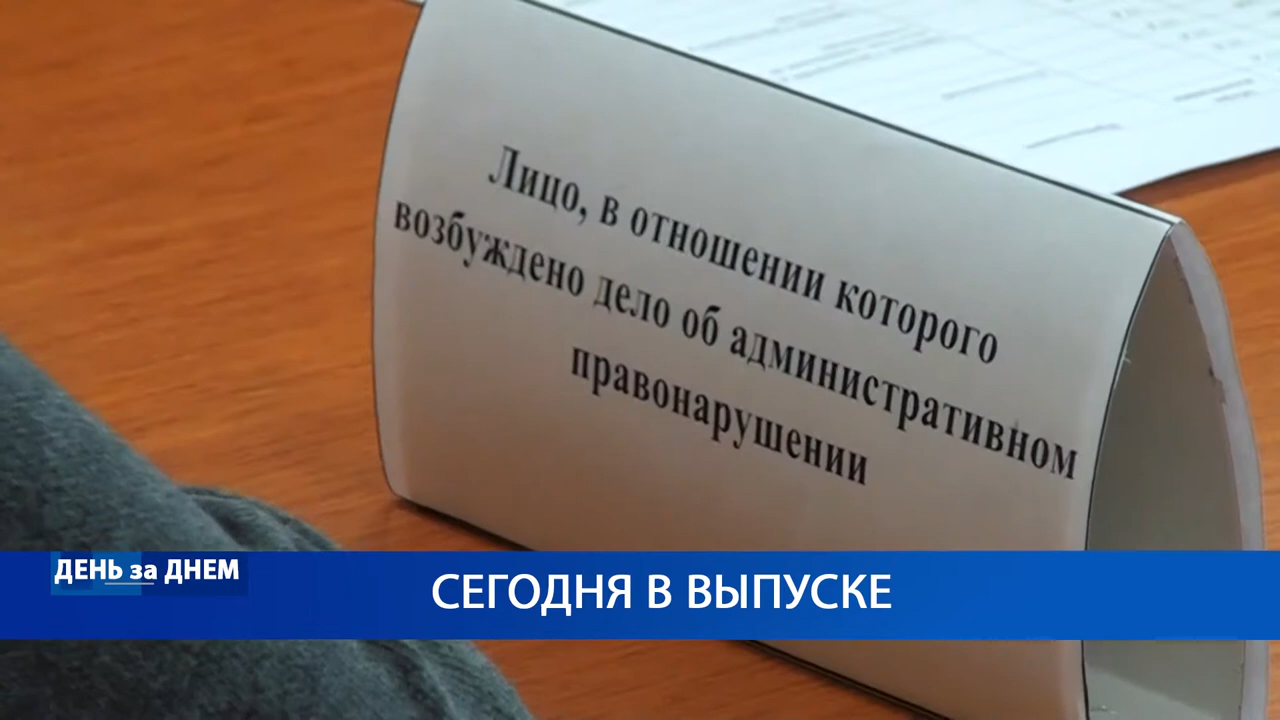 Лицо, в отношении которого
возбуждено дело об административном
правонарушении
ДЕНЬ за ДНЕМ
СЕГОДНЯ В ВЫПУСКЕ